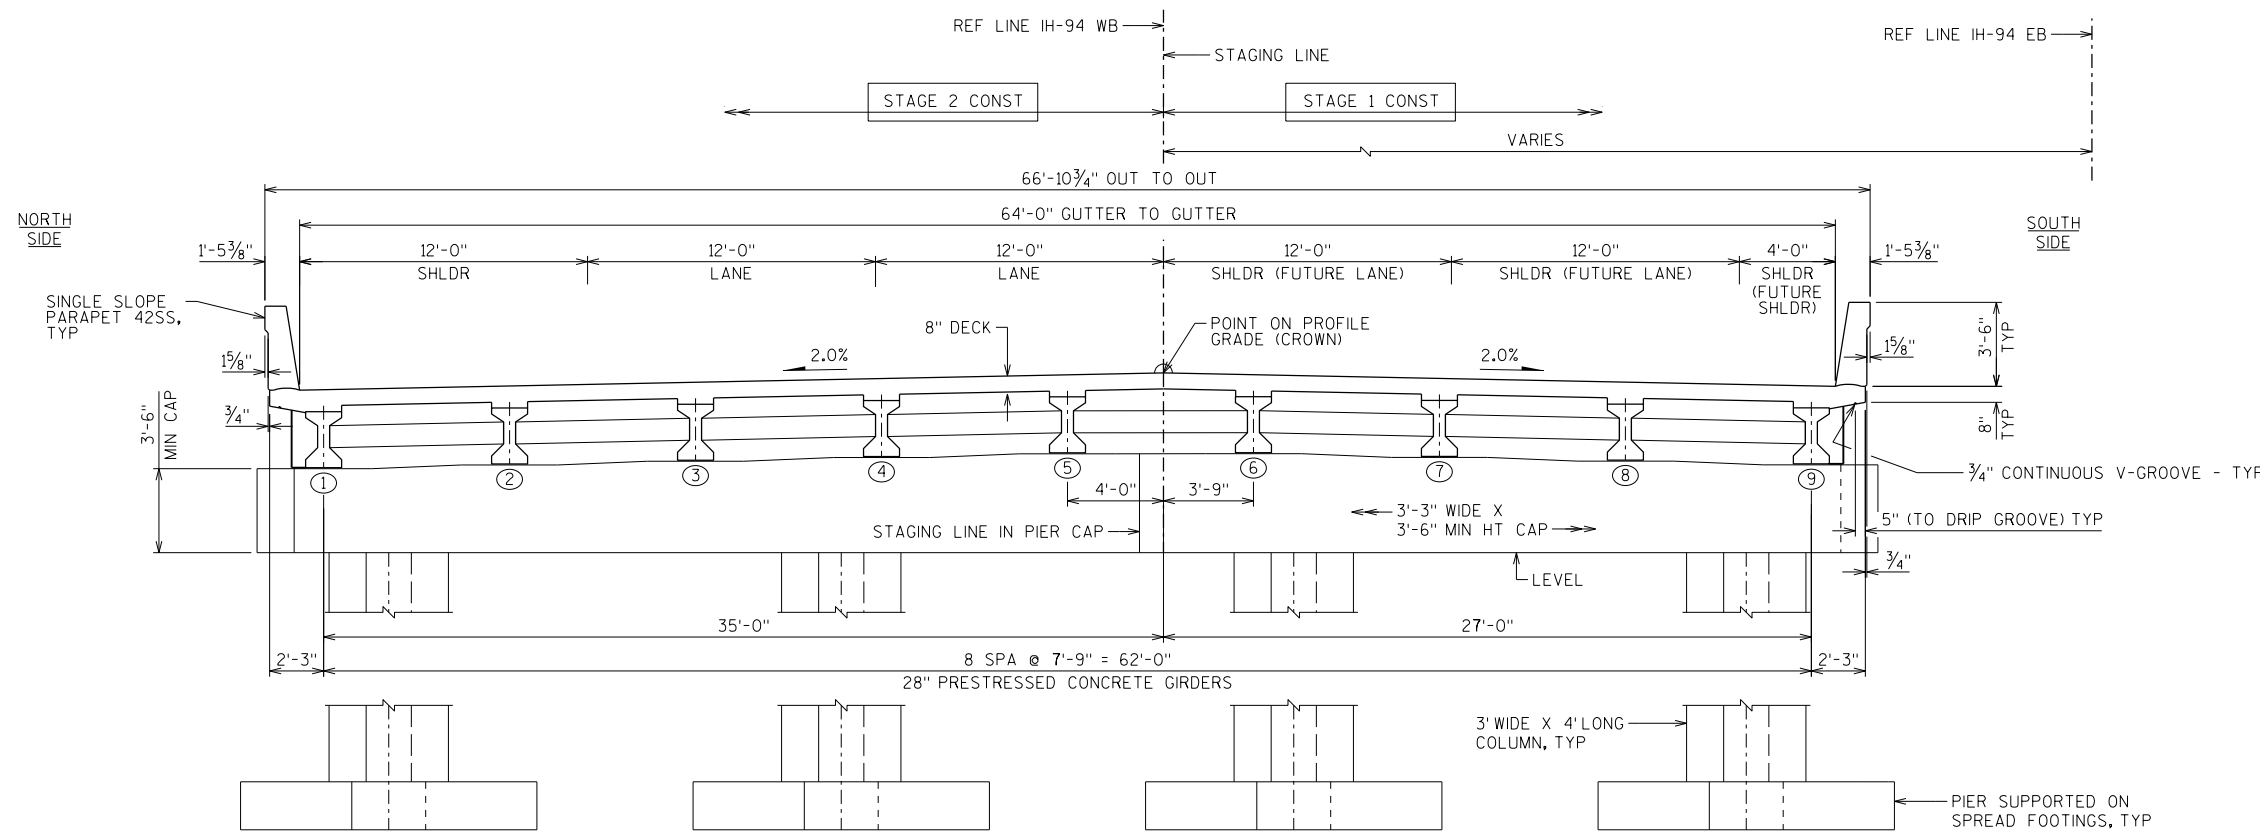 REF LINE IH-94 WB
REF LINE IH-94 EB
STAGING LINE
STAGE 2 CONST
STAGE 1 CONST
VARIES
66'-10¾" OUT TO OUT
64'-0" GUTTER TO GUTTER
NORTH
SIDE
SOUTH
SIDE
1'-5⅜"
12'-0"
SHLDR
12'-0"
LANE
12'-0"
LANE
12'-0"
SHLDR (FUTURE LANE)
12'-0"
SHLDR (FUTURE LANE)
4'-0"
SHLDR
(FUTURE
SHLDR)
1'-5⅜"
SINGLE SLOPE
PARAPET 42SS,
TYP
8" DECK
POINT ON PROFILE
GRADE (CROWN)
3'-6"
TYP
1⅝"
2.0%
2.0%
1⅝"
¾"
3'-6"
MIN CAP
8"
TYP
1
2
3
4
5
6
7
8
9
¾" CONTINUOUS V-GROOVE - TYP
4'-0"
3'-9"
STAGING LINE IN PIER CAP
3'-3" WIDE X
3'-6" MIN HT CAP
5" (TO DRIP GROOVE) TYP
¾"
LEVEL
35'-0"
27'-0"
2'-3"
8 SPA @ 7'-9" = 62'-0"
2'-3"
28" PRESTRESSED CONCRETE GIRDERS
3' WIDE X 4' LONG
COLUMN, TYP
PIER SUPPORTED ON
SPREAD FOOTINGS, TYP